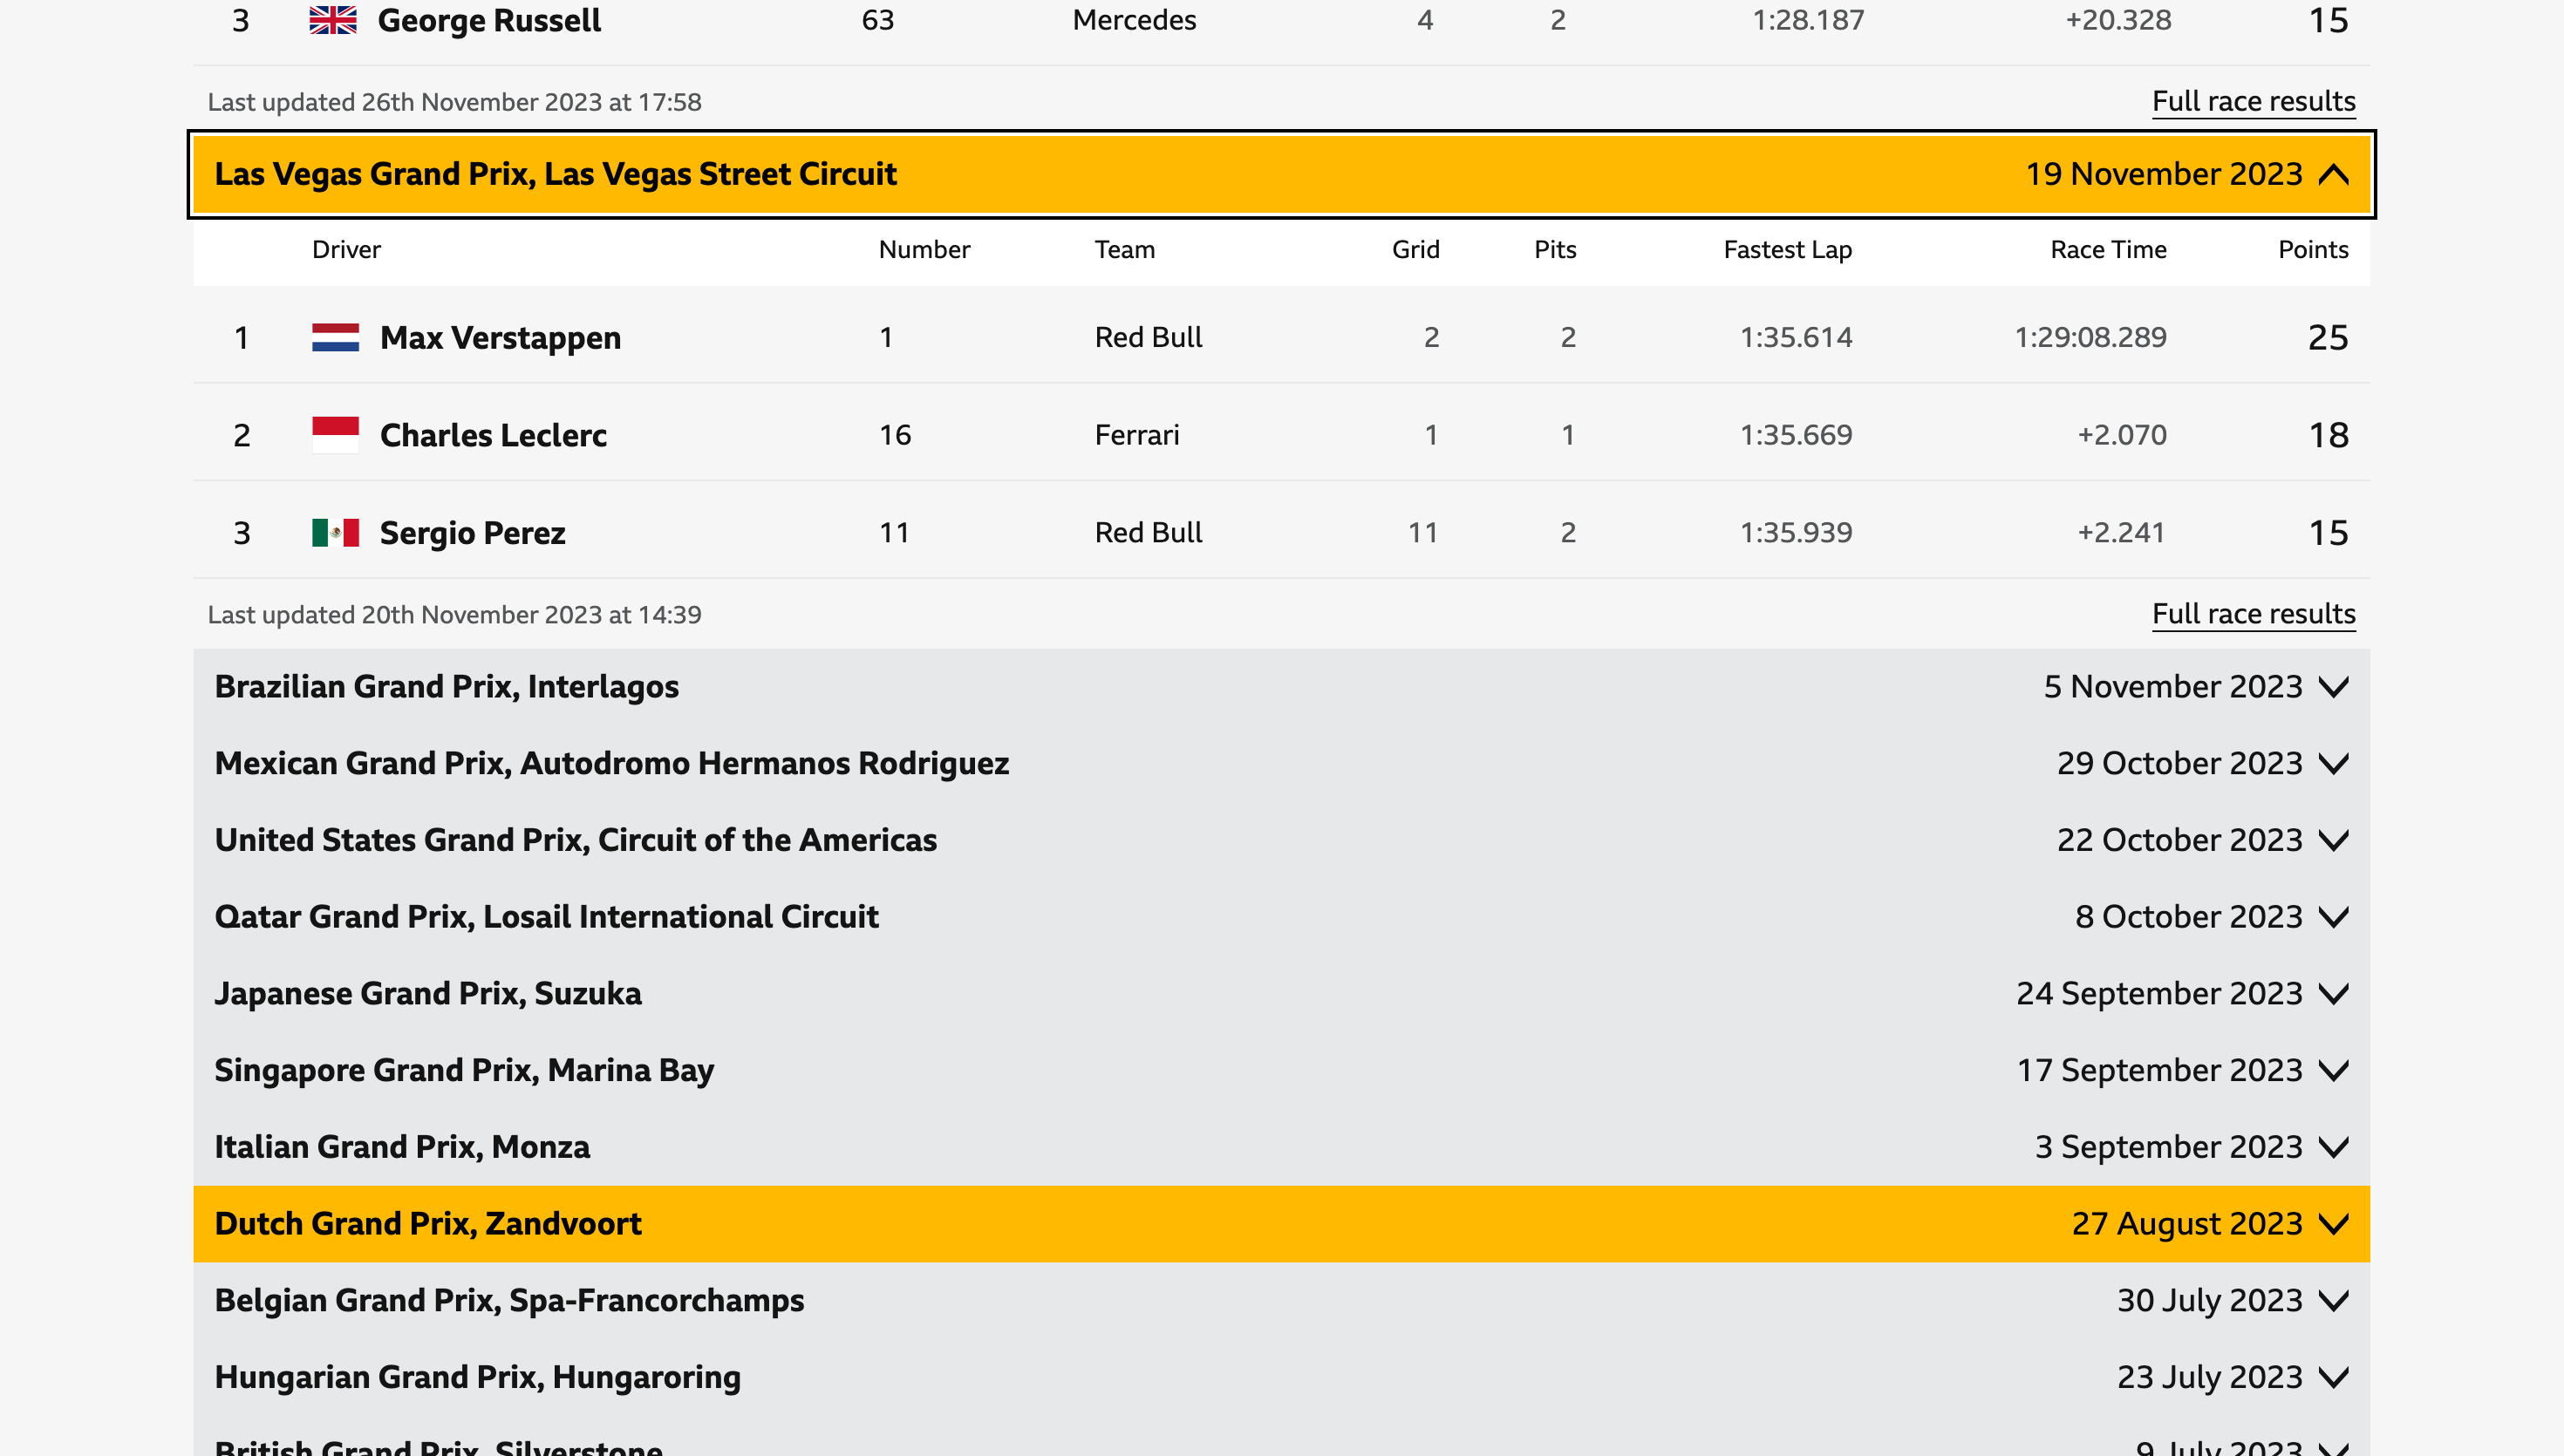 3 George Russell 63 Mercedes 4 2 1:28.187 +20.328 15
Last updated 26th November 2023 at 17:58 Full race results
Las Vegas Grand Prix, Las Vegas Street Circuit 19 November 2023
Driver Number Team Grid Pits Fastest Lap Race Time Points
1 Max Verstappen 1 Red Bull 2 2 1:35.614 1:29:08.289 25
2 Charles Leclerc 16 Ferrari 1 1 1:35.669 +2.070 18
3 Sergio Perez 11 Red Bull 11 2 1:35.939 +2.241 15
Last updated 20th November 2023 at 14:39 Full race results
Brazilian Grand Prix, Interlagos 5 November 2023
Mexican Grand Prix, Autodromo Hermanos Rodriguez 29 October 2023
United States Grand Prix, Circuit of the Americas 22 October 2023
Qatar Grand Prix, Losail International Circuit 8 October 2023
Japanese Grand Prix, Suzuka 24 September 2023
Singapore Grand Prix, Marina Bay 17 September 2023
Italian Grand Prix, Monza 3 September 2023
Dutch Grand Prix, Zandvoort 27 August 2023
Belgian Grand Prix, Spa-Francorchamps 30 July 2023
Hungarian Grand Prix, Hungaroring 23 July 2023
British Grand Prix, Silverstone 9 July 2023